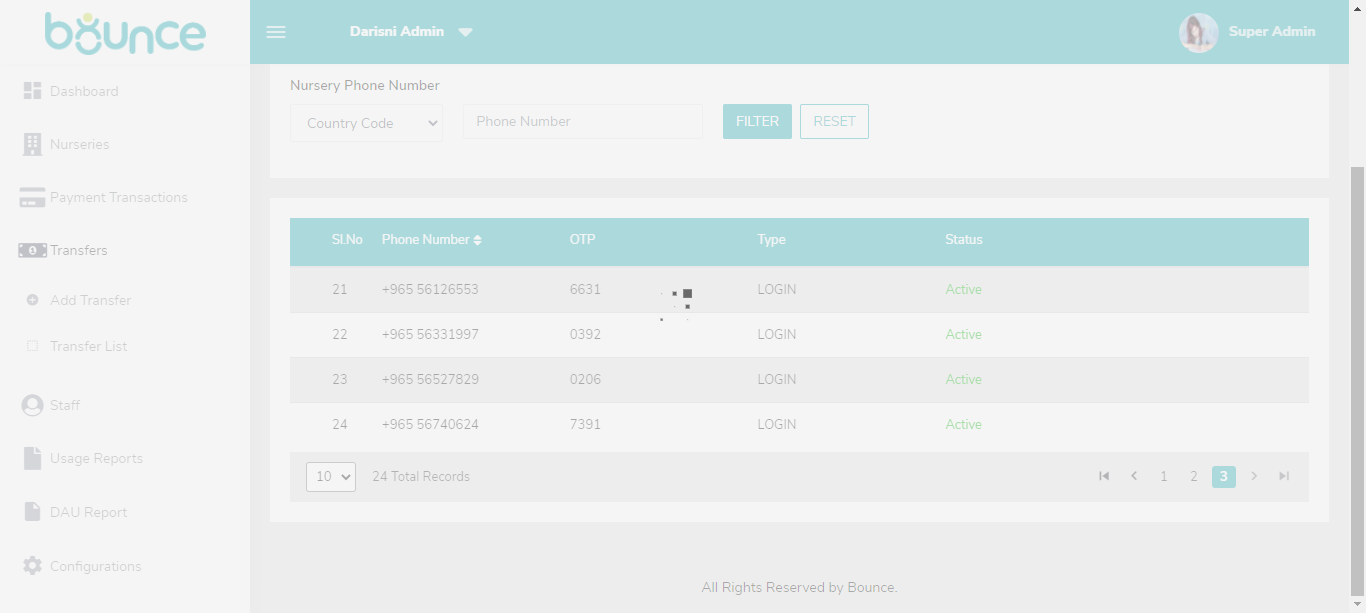 bounce
Darisni Admin
Super Admin
Dashboard
Nurseries
Payment Transactions
Transfers
Add Transfer
Transfer List
Staff
Usage Reports
DAU Report
Configurations
Nursery Phone Number
Country Code Phone Number FILTER RESET
Sl.No Phone Number OTP Type Status
21 +965 56126553 6631 LOGIN Active
22 +965 56331997 0392 LOGIN Active
23 +965 56527829 0206 LOGIN Active
24 +965 56740624 7391 LOGIN Active
10 24 Total Records 1 2 3
All Rights Reserved by Bounce.